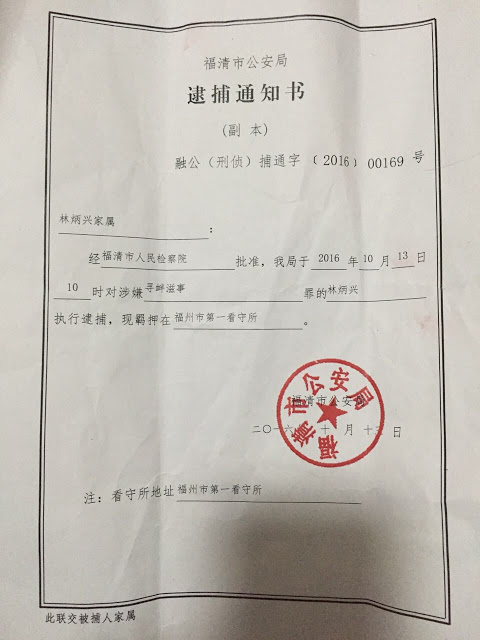 福清市公安局
逮捕通知书
(副 本)
融公（刑侦）捕通字（2016）00169 号
林炳兴家属：
经福清市人民检察院批准，我局于 2016 年 10 月 13 日
10 时对涉嫌寻衅滋事罪的林炳兴
执行逮捕，现羁押在福州市第一看守所。
福清市公安局
二〇一六 十月十三日
福清市公安局
注：看守所地址福州市第一看守所
此联交被捕人家属